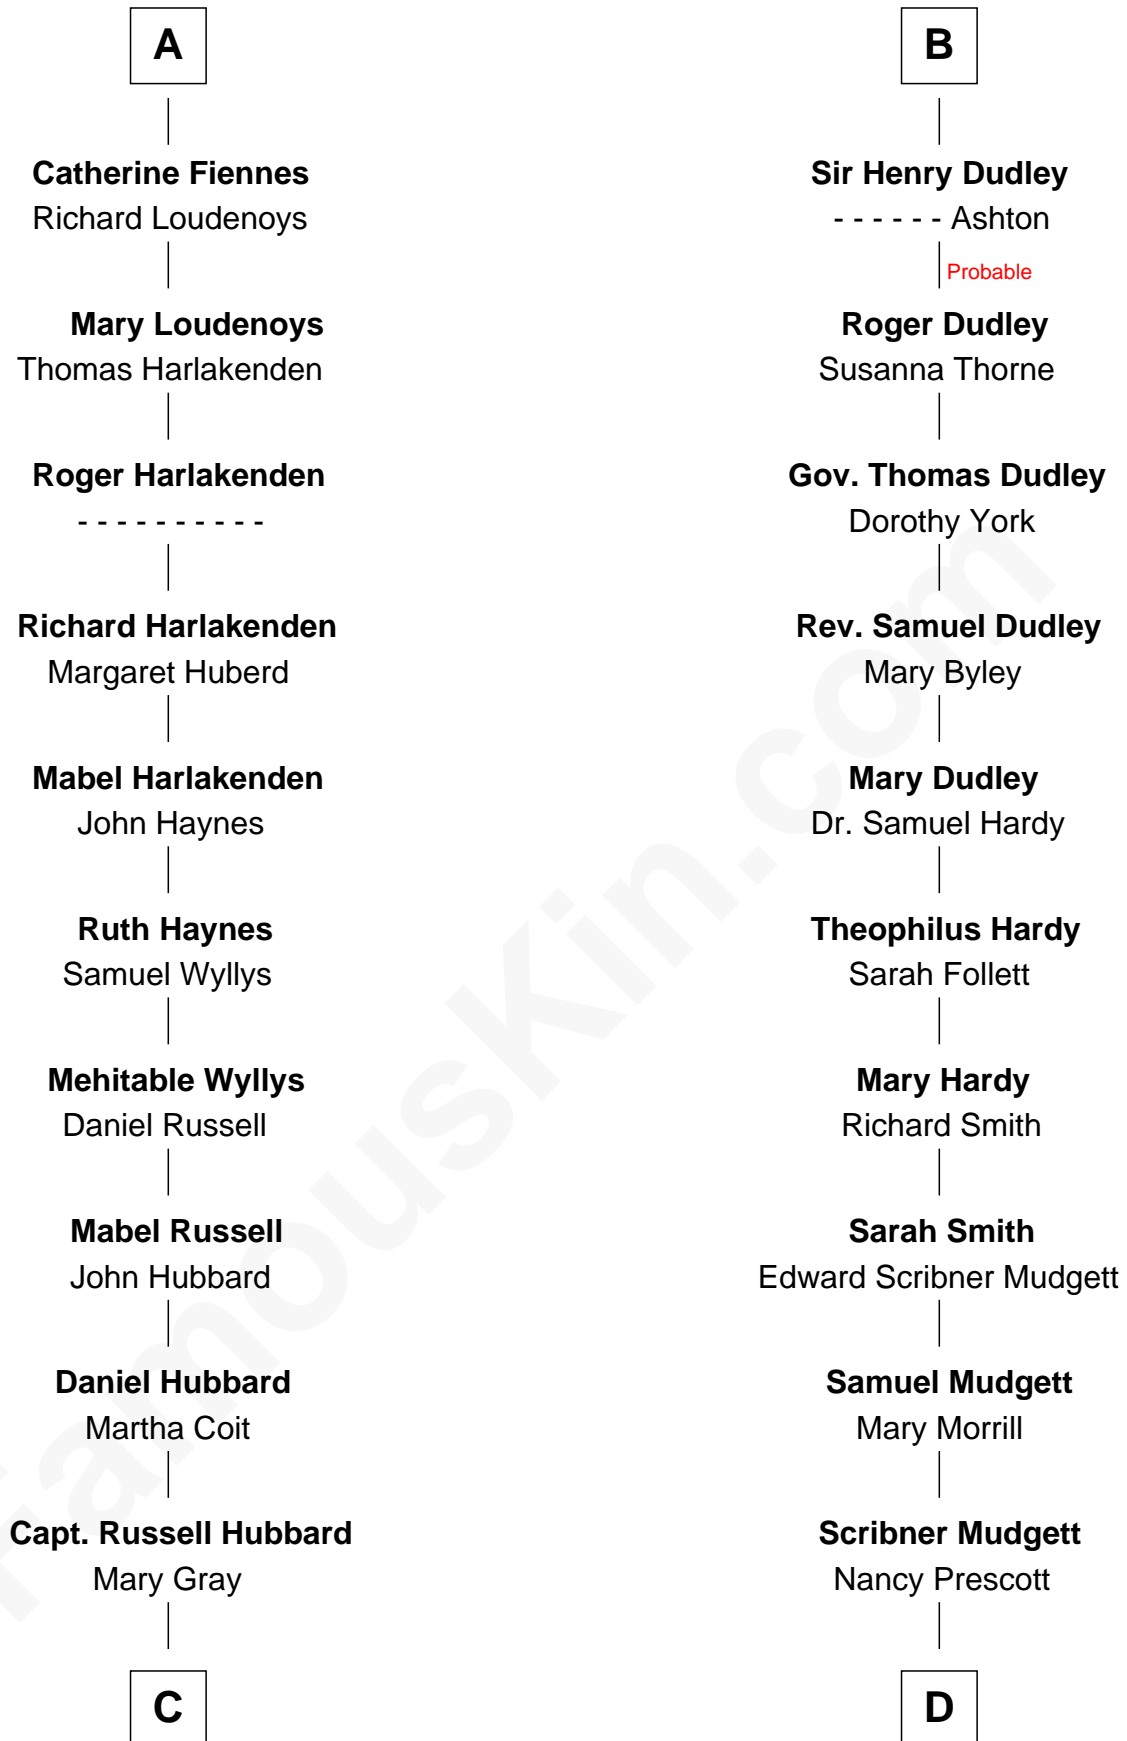 A
Catherine Fiennes
Richard Loudenoys
Mary Loudenoys
Thomas Harlakenden
Roger Harlakenden
- - - - - - - - - -
Richard Harlakenden
Margaret Huberd
Mabel Harlakenden
John Haynes
Ruth Haynes
Samuel Wyllys
Mehitable Wyllys
Daniel Russell
Mabel Russell
John Hubbard
Daniel Hubbard
Martha Coit
Capt. Russell Hubbard
Mary Gray
C
B
Sir Henry Dudley
- - - - - - Ashton
Probable
Roger Dudley
Susanna Thorne
Gov. Thomas Dudley
Dorothy York
Rev. Samuel Dudley
Mary Byley
Mary Dudley
Dr. Samuel Hardy
Theophilus Hardy
Sarah Follett
Mary Hardy
Richard Smith
Sarah Smith
Edward Scribner Mudgett
Samuel Mudgett
Mary Morrill
Scribner Mudgett
Nancy Prescott
D
FamousKin.com